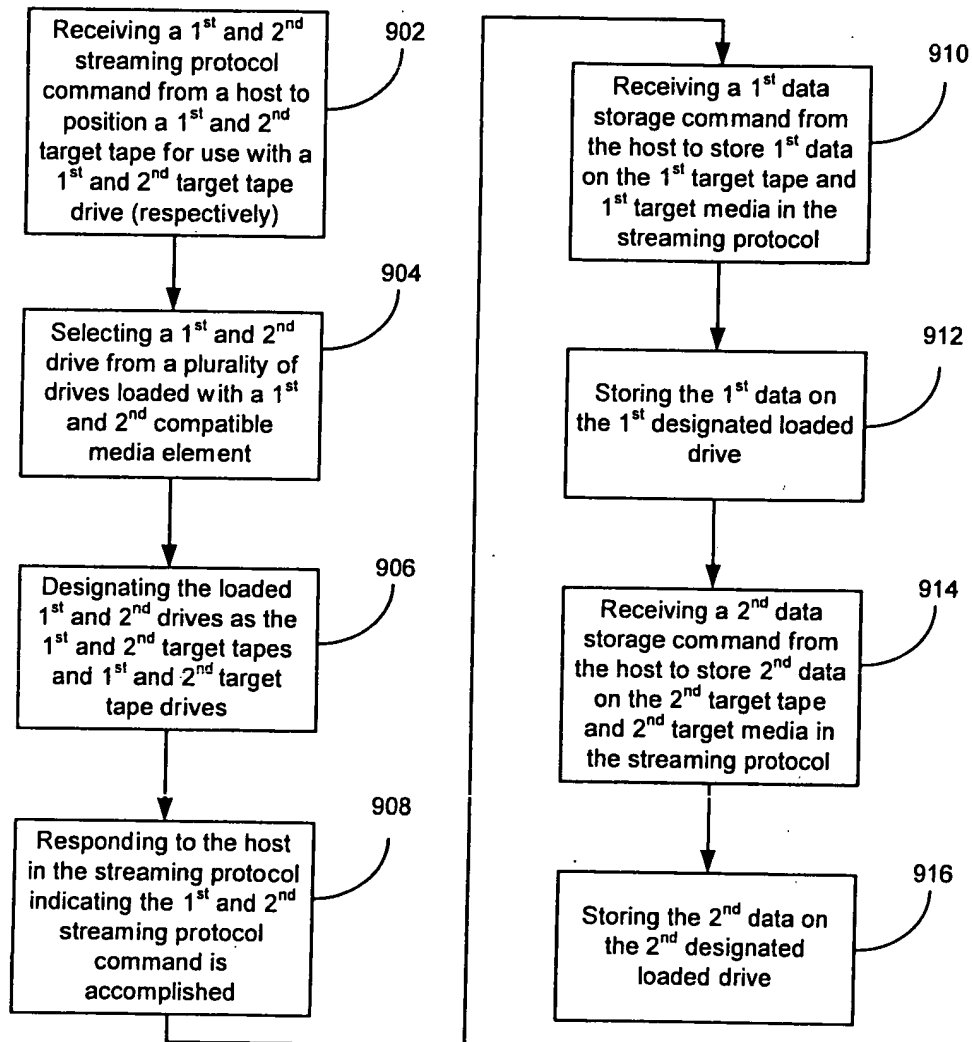 Receiving a 1st and 2nd
streaming protocol
command from a host to
position a 1st and 2nd
target tape for use with a
1st and 2nd target tape
drive (respectively)
902
Selecting a 1st and 2nd
drive from a plurality of
drives loaded with a 1st
and 2nd compatible
media element
904
Designating the loaded
1st and 2nd drives as the
1st and 2nd target tapes
and 1st and 2nd target
tape drives
906
Responding to the host
in the streaming protocol
indicating the 1st and 2nd
streaming protocol
command is
accomplished
908
Receiving a 1st data
storage command from
the host to store 1st data
on the 1st target tape and
1st target media in the
streaming protocol
910
Storing the 1st data on
the 1st designated loaded
drive
912
Receiving a 2nd data
storage command from
the host to store 2nd data
on the 2nd target tape
and 2nd target media in
the streaming protocol
914
Storing the 2nd data on
the 2nd designated
loaded drive
916